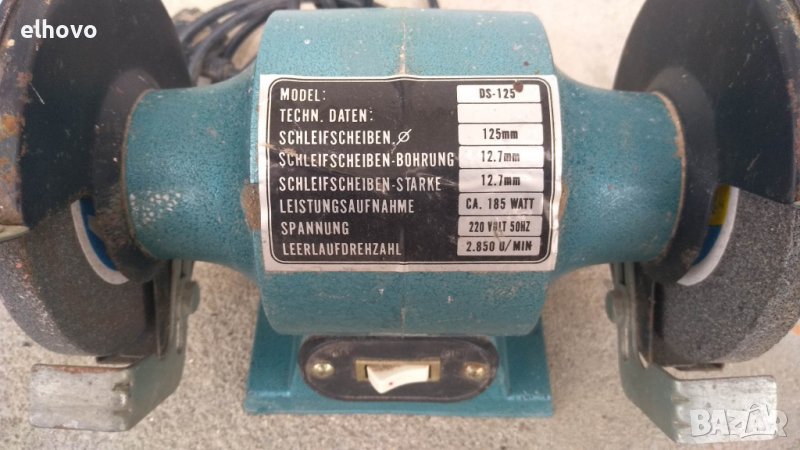 elhovo
MODEL: DS-125
TECHN. DATEN:
SCHLEIFSCHEIBEN, Ø 125mm
SCHLEIFSCHEIBEN-BOHRUNG 12.7mm
SCHLEIFSCHEIBEN-STARKE 12.7mm
LEISTUNGSAUFNAHME CA. 185 WATT
SPANNUNG 220 VOLT 50HZ
LEERLAUFDREHZAHL 2.850 U/MIN
BAZAR